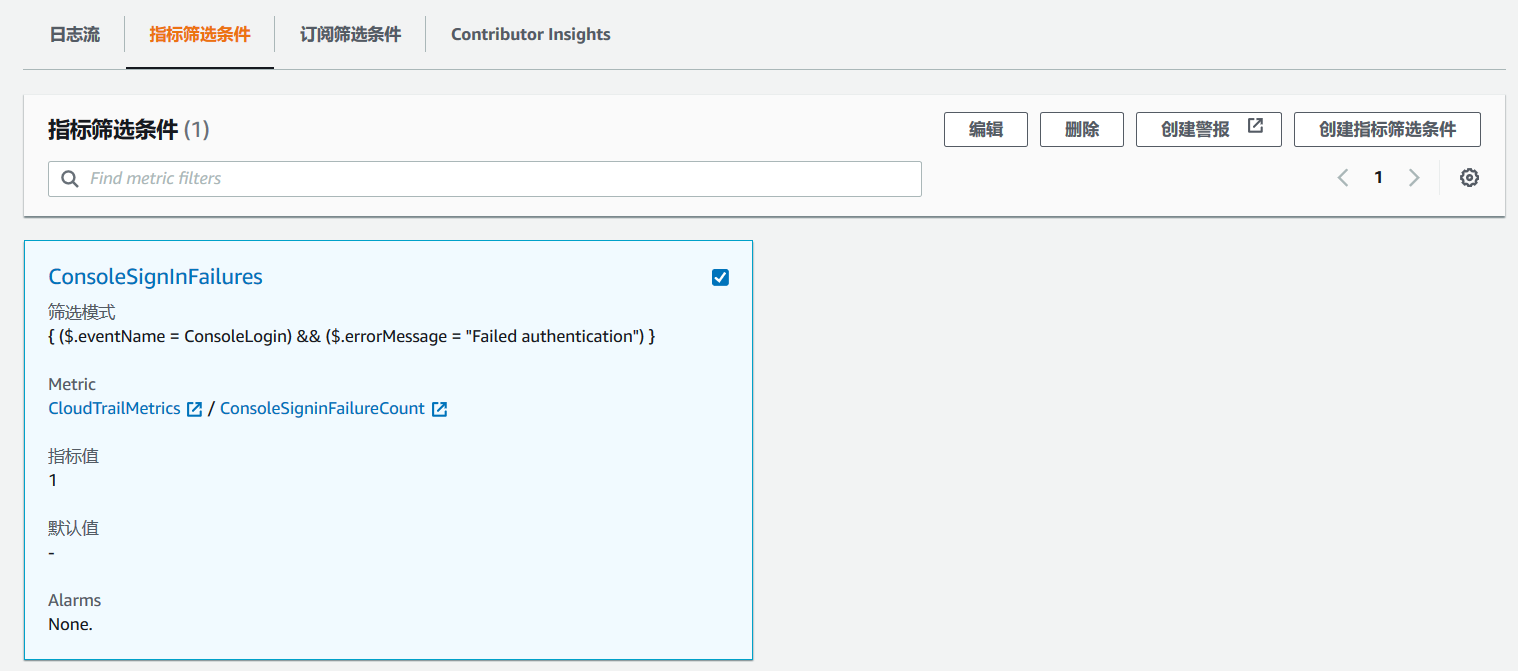 日志流 指标筛选条件 订阅筛选条件 Contributor Insights
指标筛选条件 (1) 编辑 删除 创建警报 创建指标筛选条件
Find metric filters 1
ConsoleSignInFailures
筛选模式
{ ($.eventName = ConsoleLogin) && ($.errorMessage = "Failed authentication") }
Metric
CloudTrailMetrics / ConsoleSigninFailureCount
指标值
1
默认值
-
Alarms
None.